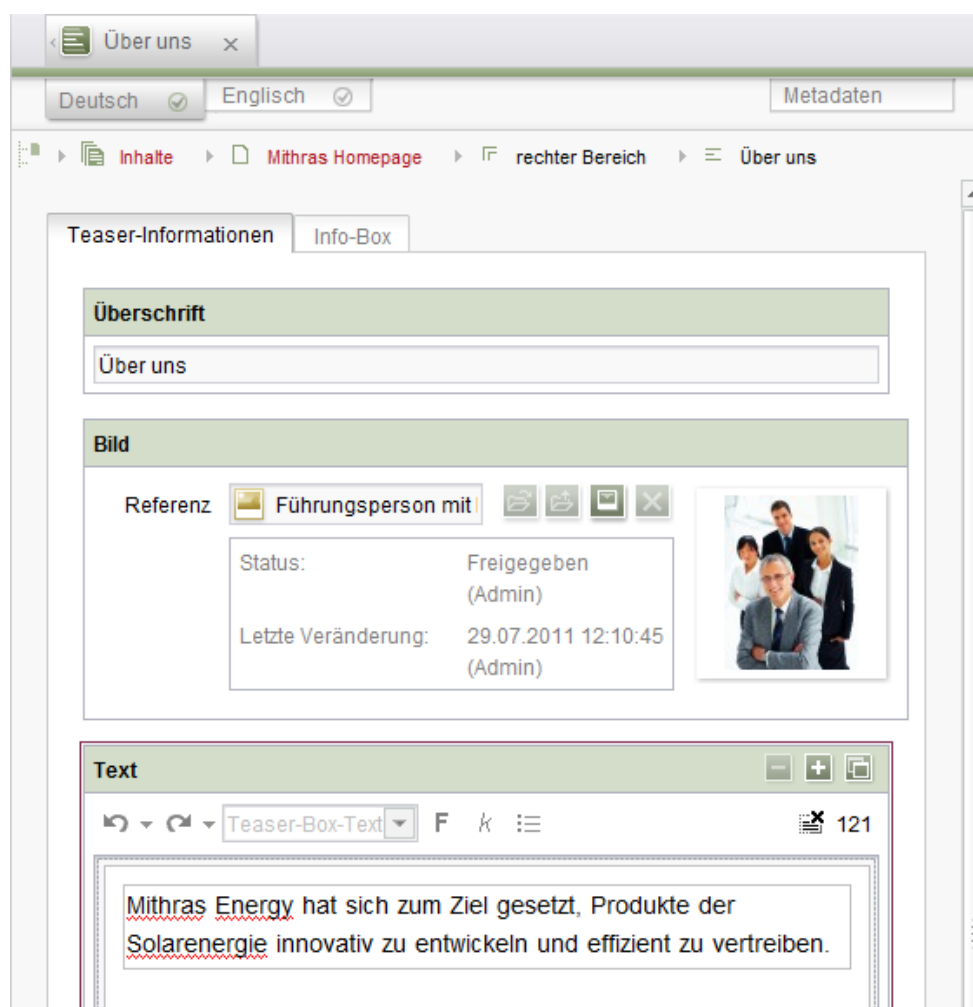 Über uns
Deutsch
Englisch
Metadaten
Inhalte
Mithras Homepage
rechter Bereich
Über uns
Teaser-Informationen
Info-Box
Überschrift
Über uns
Bild
Referenz
Führungsperson mit
Status:
Freigegeben
(Admin)
Letzte Veränderung:
29.07.2011 12:10:45
(Admin)
Text
Teaser-Box-Text
F
k
121
Mithras Energy hat sich zum Ziel gesetzt, Produkte der
Solarenergie innovativ zu entwickeln und effizient zu vertreiben.